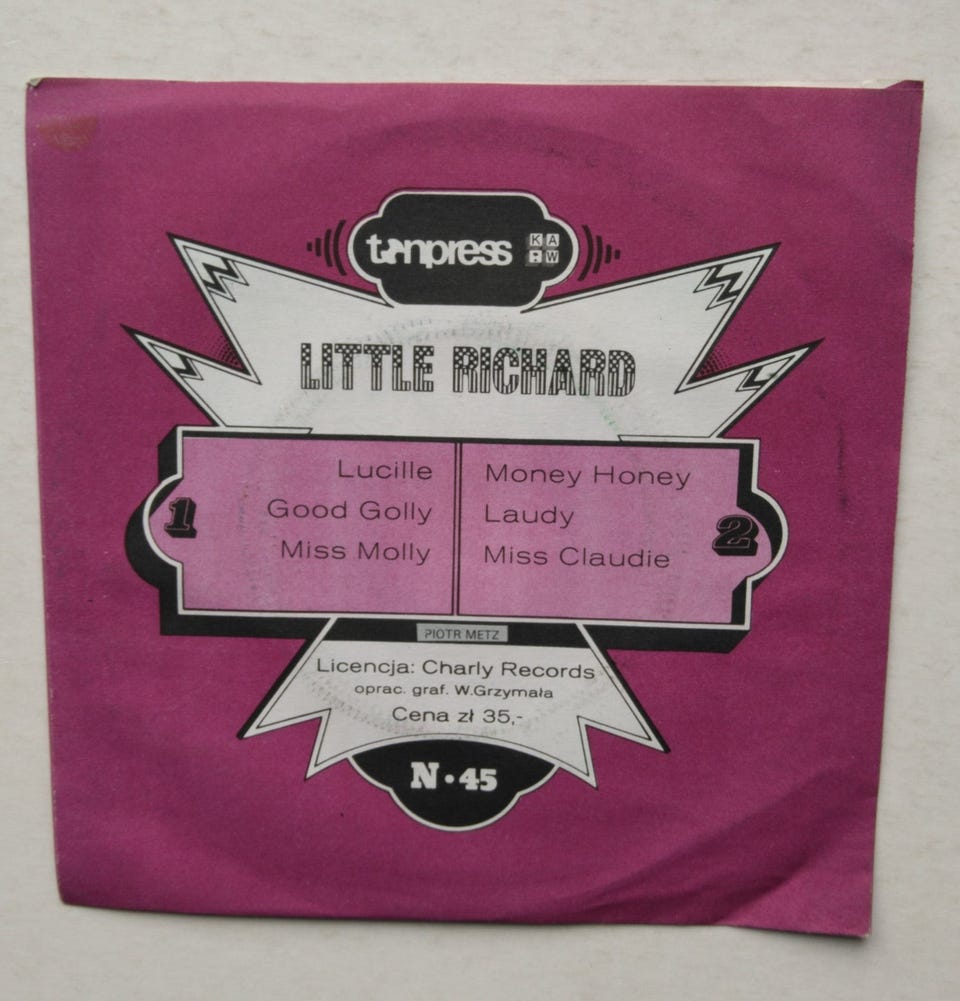 tonpress KAW
LITTLE RICHARD
1
Lucille
Good Golly
Miss Molly
Money Honey
Laudy
Miss Claudie
2
PIOTR METZ
Licencja: Charly Records
oprac. graf. W.Grzymała
Cena zł 35,-
N•45